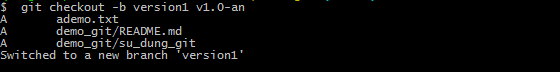 $ git checkout -b version1 v1.0-an
A ademo.txt
A demo_git/README.md
A demo_git/su_dung_git
Switched to a new branch 'version1'